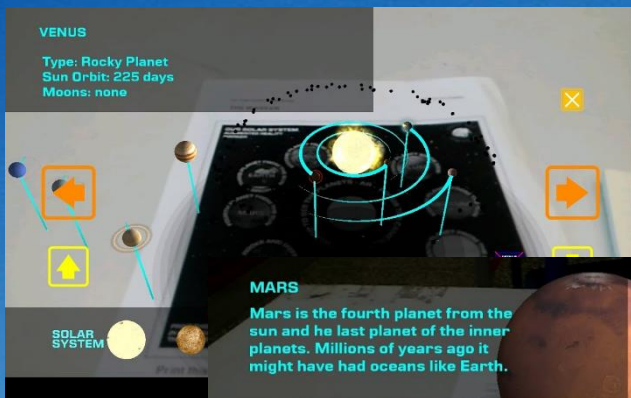 VENUS
Type: Rocky Planet
Sun Orbit: 225 days
Moons: none
OUR SOLAR SYSTEM
MARS
Mars is the fourth planet from the
sun and he last planet of the inner
planets. Millions of years ago it
might have had oceans like Earth.
SOLAR
SYSTEM
Print this